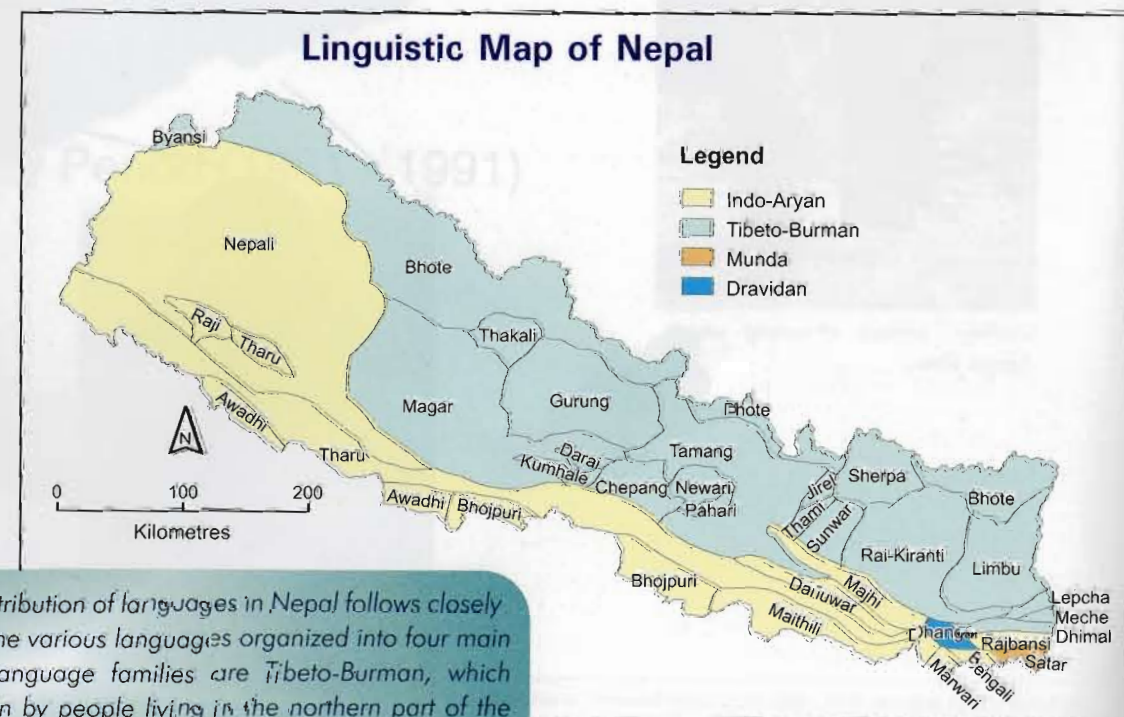 Linguistic Map of Nepal
1991)
Legend
Indo-Aryan
Tibeto-Burman
Munda
Dravidan
Byansi
Nepali
Bhote
Raji
Tharu
Thakali
Awadhi
Magar
Gurung
Bhote
N
Tharu
Darai
Tamang
Kumhale
Chepang
Newari
Pahari
Jirel
Sherpa
Bhote
Thami
Sunwar
Awadhi
Bhojpuri
Rai-Kiranti
Limbu
0 100 200
Kilometres
Bhojpuri
Danuwar
Majhi
Maithili
Lepcha
Meche
Dhimal
Rajbansi
Satar
Bengali
Marwari
tribution of languages in Nepal follows closely
he various languages organized into four main
anguage families are Tibeto-Burman, which
n by people living in the northern part of the